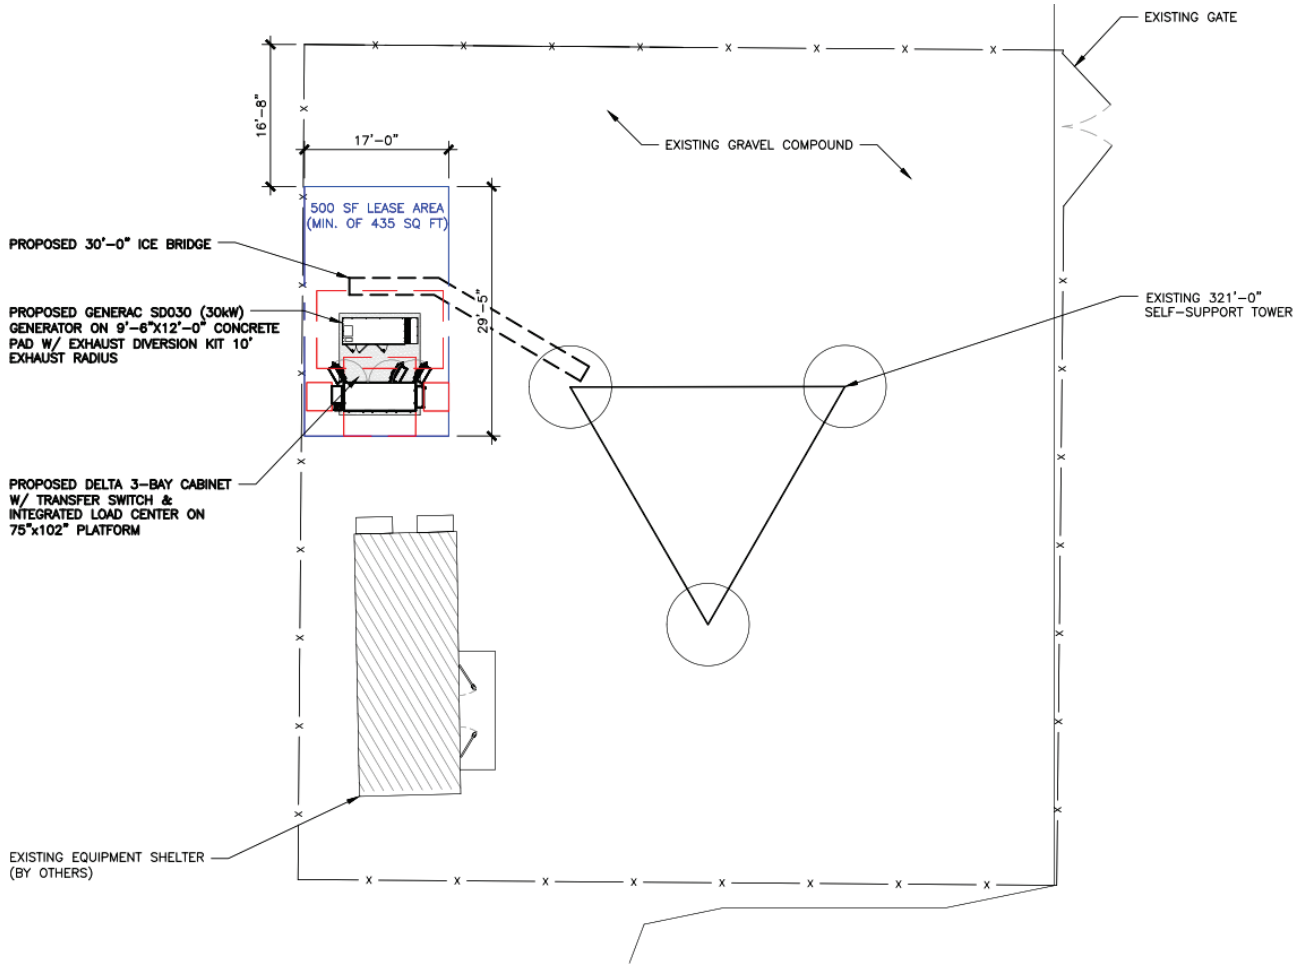 EXISTING GATE
16'-8"
17'-0"
EXISTING GRAVEL COMPOUND
500 SF LEASE AREA
(MIN. OF 435 SQ FT)
PROPOSED 30'-0" ICE BRIDGE
29'-5"
EXISTING 321'-0"
SELF-SUPPORT TOWER
PROPOSED GENERAC SD030 (30kW)
GENERATOR ON 9'-6"X12'-0" CONCRETE
PAD W/ EXHAUST DIVERSION KIT 10'
EXHAUST RADIUS
PROPOSED DELTA 3-BAY CABINET
W/ TRANSFER SWITCH &
INTEGRATED LOAD CENTER ON
75"x102" PLATFORM
EXISTING EQUIPMENT SHELTER
(BY OTHERS)